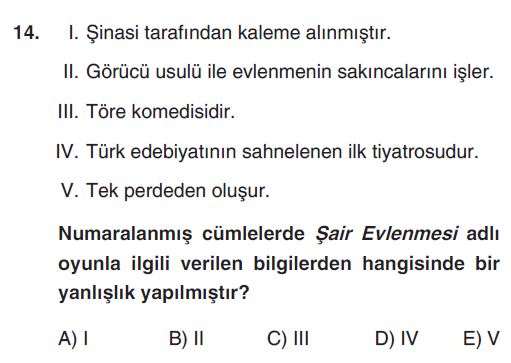 14. I. Şinasi tarafından kaleme alınmıştır.
II. Görücü usulü ile evlenmenin sakıncalarını işler.
III. Töre komedisidir.
IV. Türk edebiyatının sahnelenen ilk tiyatrosudur.
V. Tek perdeden oluşur.
Numaralanmış cümlelerde Şair Evlenmesi adlı
oyunla ilgili verilen bilgilerden hangisinde bir
yanlışlık yapılmıştır?
A) I B) II C) III D) IV E) V